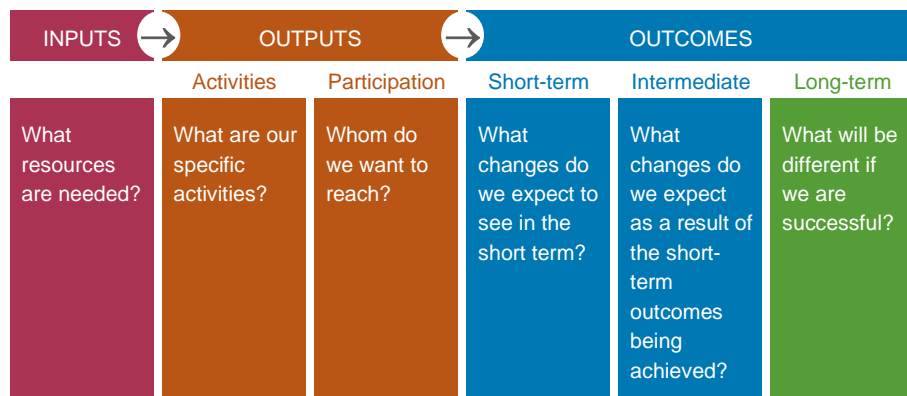 INPUTS → OUTPUTS → OUTCOMES
Activities Participation Short-term Intermediate Long-term
What
resources
are needed?
What are our
specific
activities?
Whom do
we want to
reach?
What
changes do
we expect to
see in the
short term?
What
changes do
we expect
as a result of
the short-
term
outcomes
being
achieved?
What will be
different if
we are
successful?